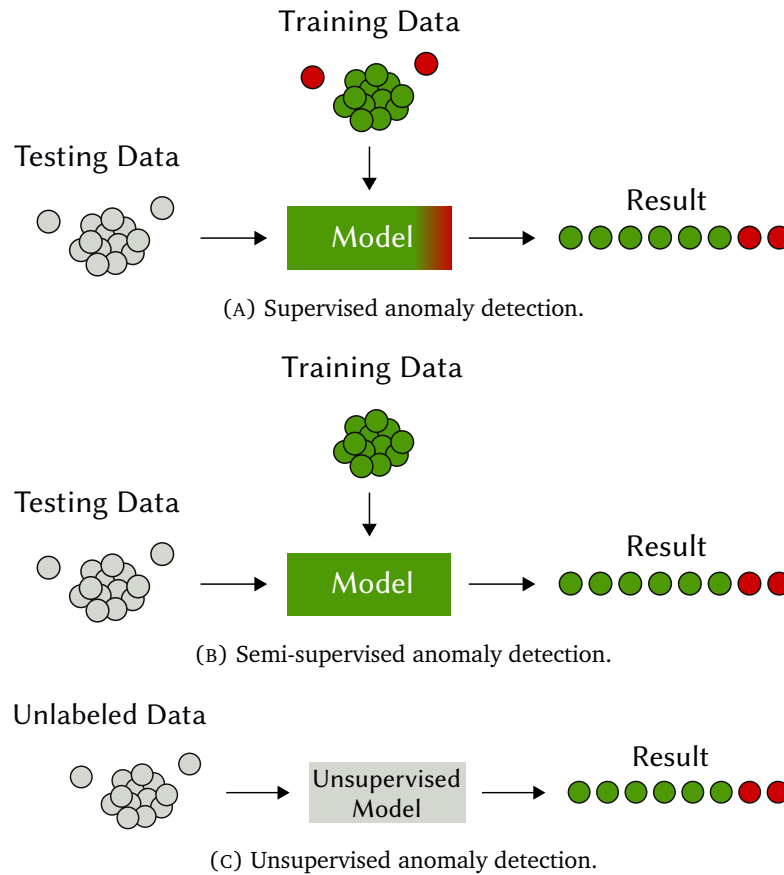 Training Data
Testing Data
Model
Result
(A) Supervised anomaly detection.
Training Data
Testing Data
Model
Result
(B) Semi-supervised anomaly detection.
Unlabeled Data
Unsupervised
Model
Result
(C) Unsupervised anomaly detection.